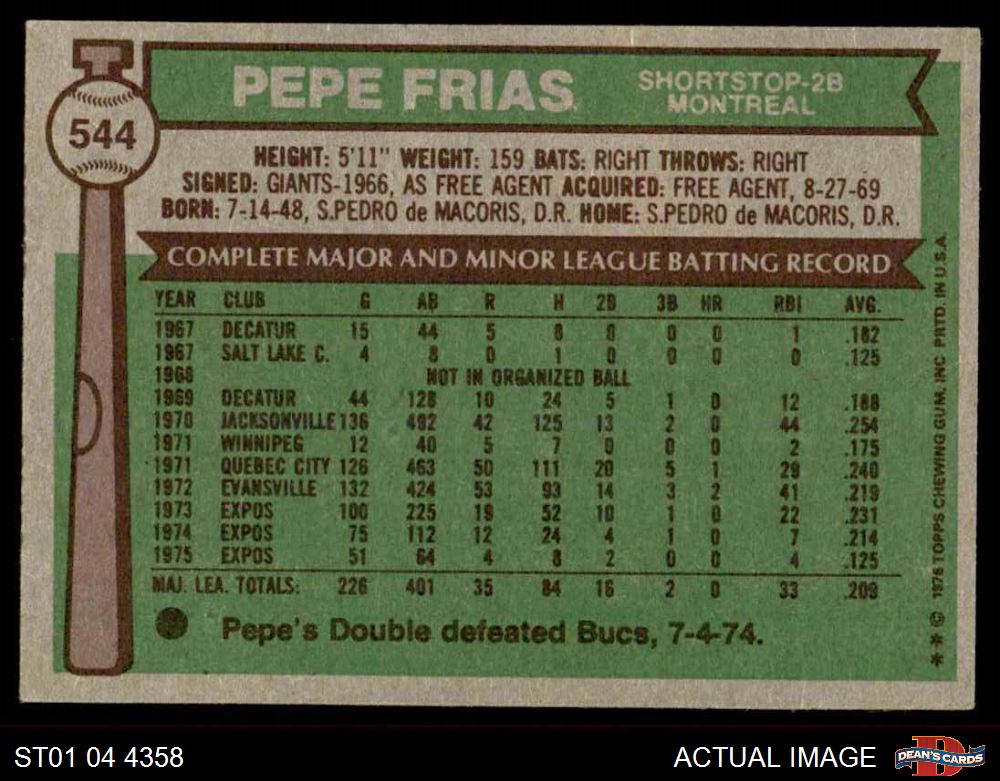 PEPE FRIAS
SHORTSTOP-2B
MONTREAL
544
HEIGHT: 5'11" WEIGHT: 159 BATS: RIGHT THROWS: RIGHT
SIGNED: GIANTS-1966, AS FREE AGENT ACQUIRED: FREE AGENT, 8-27-69
BORN: 7-14-48, S.PEDRO de MACORIS, D.R. HOME: S.PEDRO de MACORIS, D.R.
COMPLETE MAJOR AND MINOR LEAGUE BATTING RECORD
YEAR CLUB G AB R H 2B 3B HR RBI AVG.
1967 DECATUR 15 44 5 8 0 0 0 1 .182
1967 SALT LAKE C. 4 8 0 1 0 0 0 0 .125
1968 NOT IN ORGANIZED BALL
1969 DECATUR 44 128 10 24 5 1 0 12 .188
1970 JACKSONVILLE 136 492 42 125 13 2 0 44 .254
1971 WINNIPEG 12 40 5 7 0 0 0 2 .175
1971 QUEBEC CITY 126 463 50 111 20 5 1 29 .240
1972 EVANSVILLE 132 424 53 93 14 3 2 41 .219
1973 EXPOS 100 225 19 52 10 1 0 22 .231
1974 EXPOS 75 112 12 24 4 1 0 7 .214
1975 EXPOS 51 64 4 8 2 0 0 4 .125
MAJ. LEA. TOTALS: 226 401 35 84 16 2 0 33 .209
Pepe's Double defeated Bucs, 7-4-74.
** © 1976 TOPPS CHEWING GUM, INC PRTD. IN U.S.A.
ST01 04 4358
ACTUAL IMAGE
D
DEAN'S CARDS